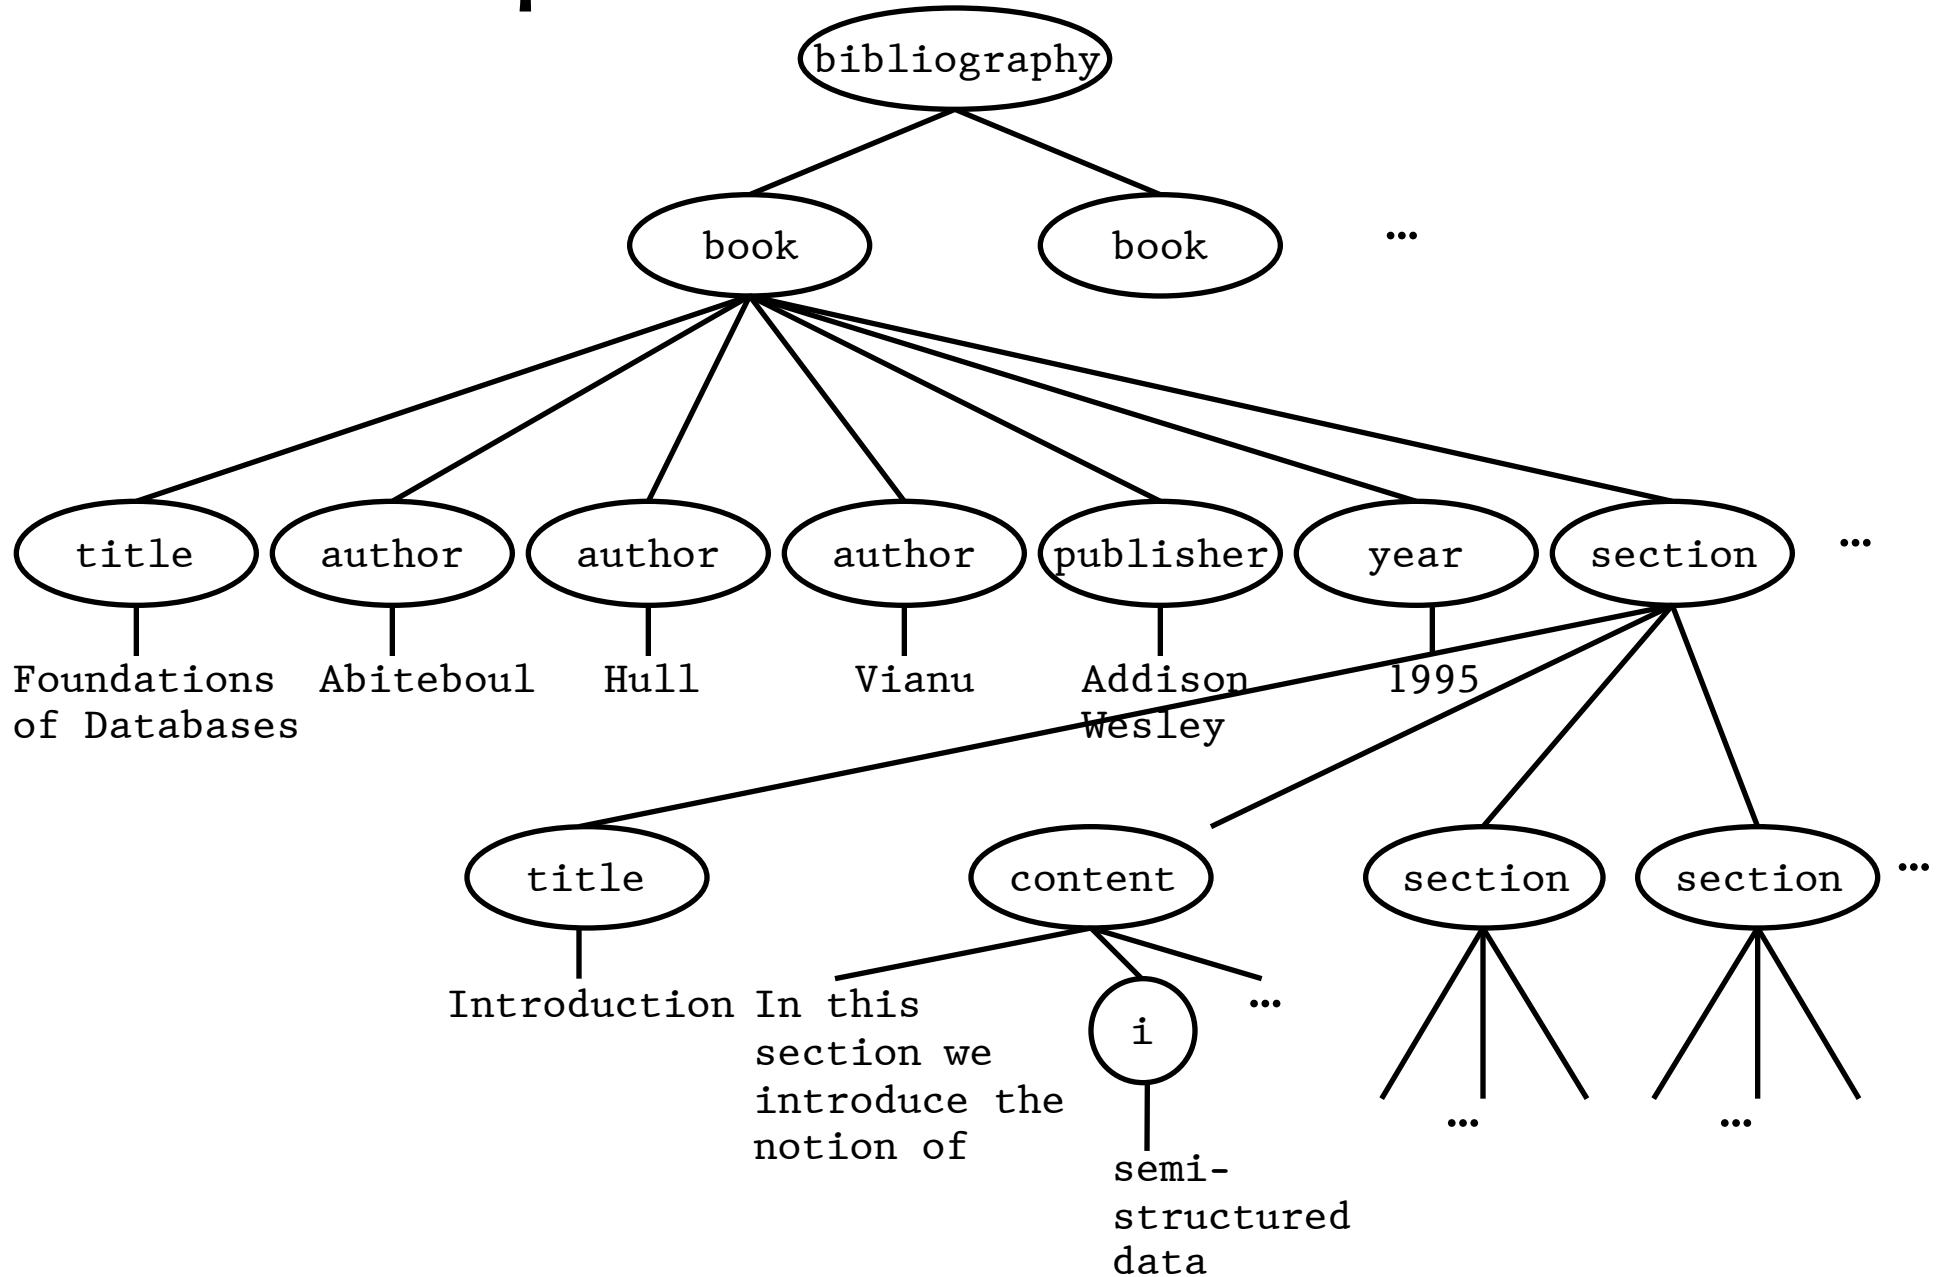 bibliography
book
book
...
title
author
author
author
publisher
year
section
...
Foundations
of Databases
Abiteboul
Hull
Vianu
Addison
Wesley
1995
title
content
section
section
...
Introduction
In this
section we
introduce the
notion of
i
...
semi-
structured
data
...
...